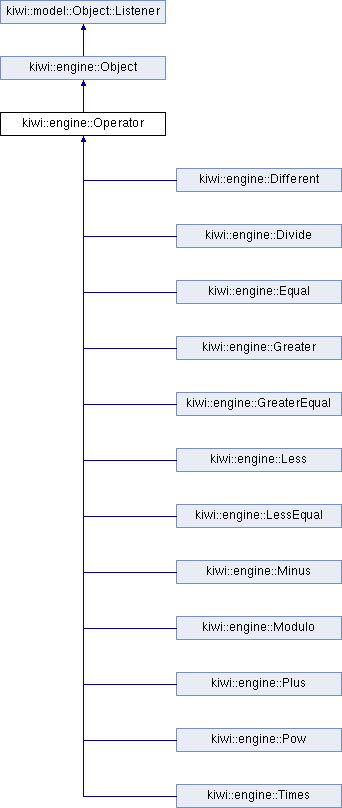 kiwi::model::Object::Listener
kiwi::engine::Object
kiwi::engine::Operator
kiwi::engine::Different
kiwi::engine::Divide
kiwi::engine::Equal
kiwi::engine::Greater
kiwi::engine::GreaterEqual
kiwi::engine::Less
kiwi::engine::LessEqual
kiwi::engine::Minus
kiwi::engine::Modulo
kiwi::engine::Plus
kiwi::engine::Pow
kiwi::engine::Times